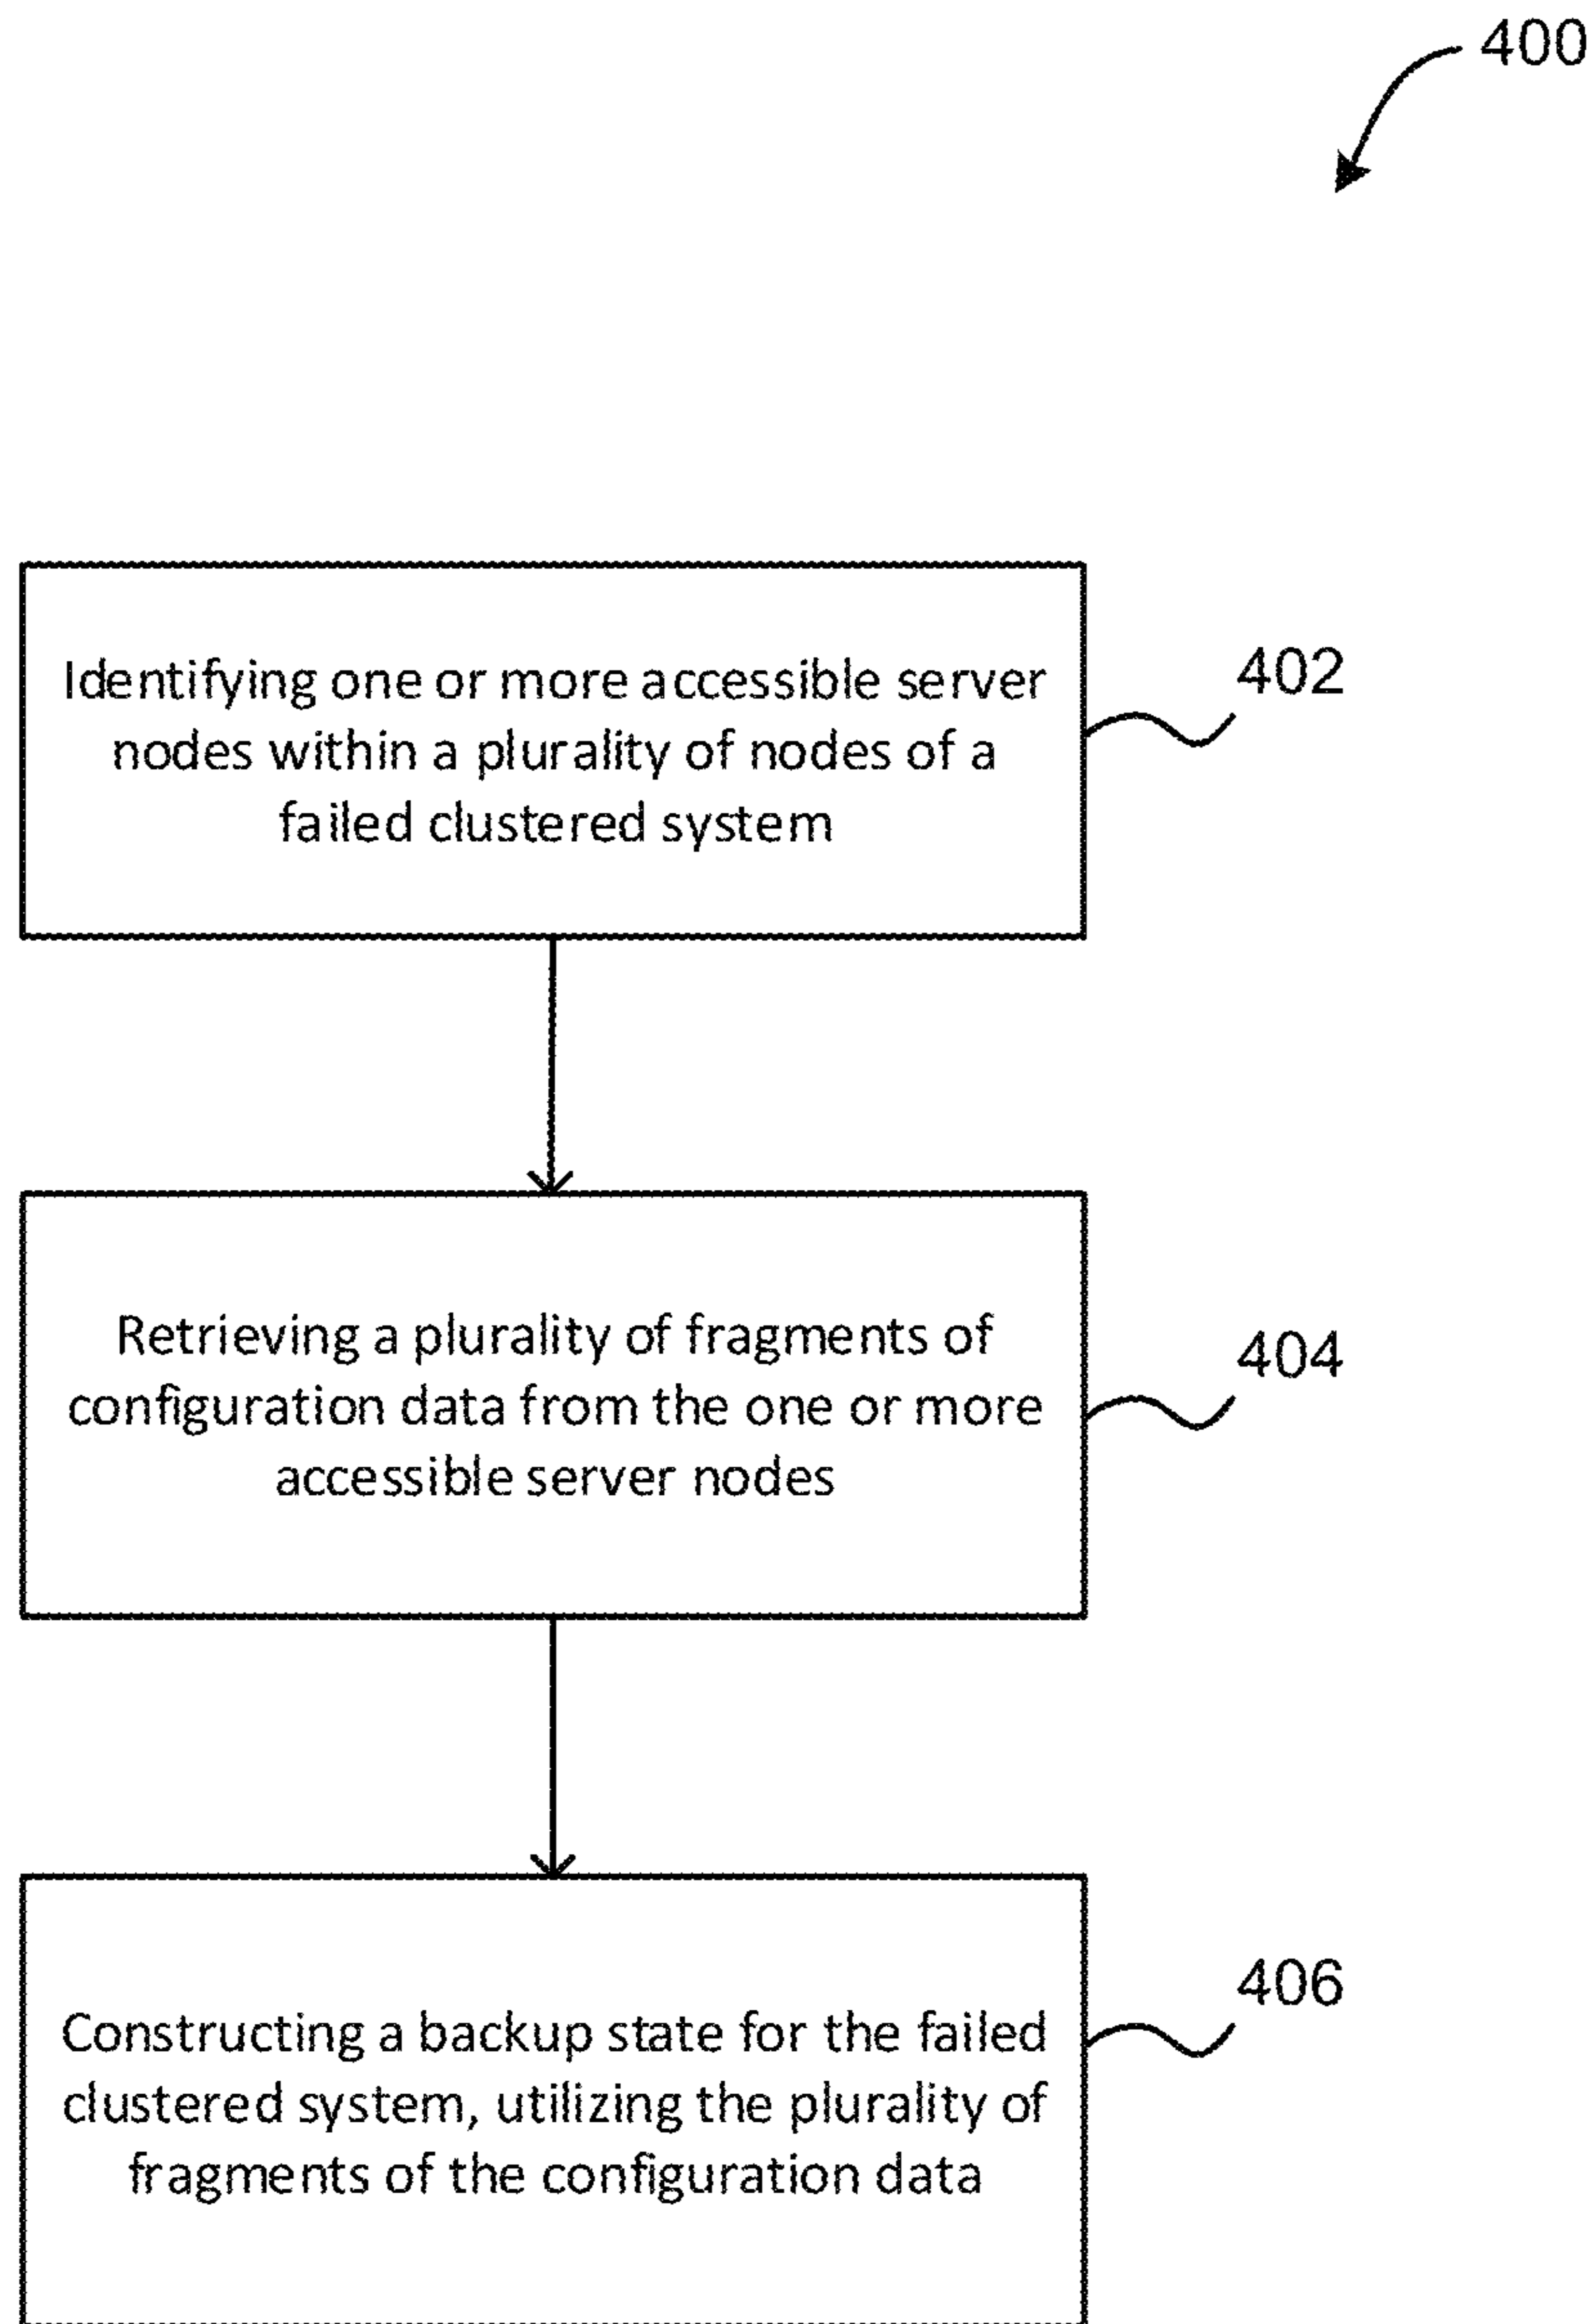 400
Identifying one or more accessible server
nodes within a plurality of nodes of a
failed clustered system
402
Retrieving a plurality of fragments of
configuration data from the one or more
accessible server nodes
404
Constructing a backup state for the failed
clustered system, utilizing the plurality of
fragments of the configuration data
406